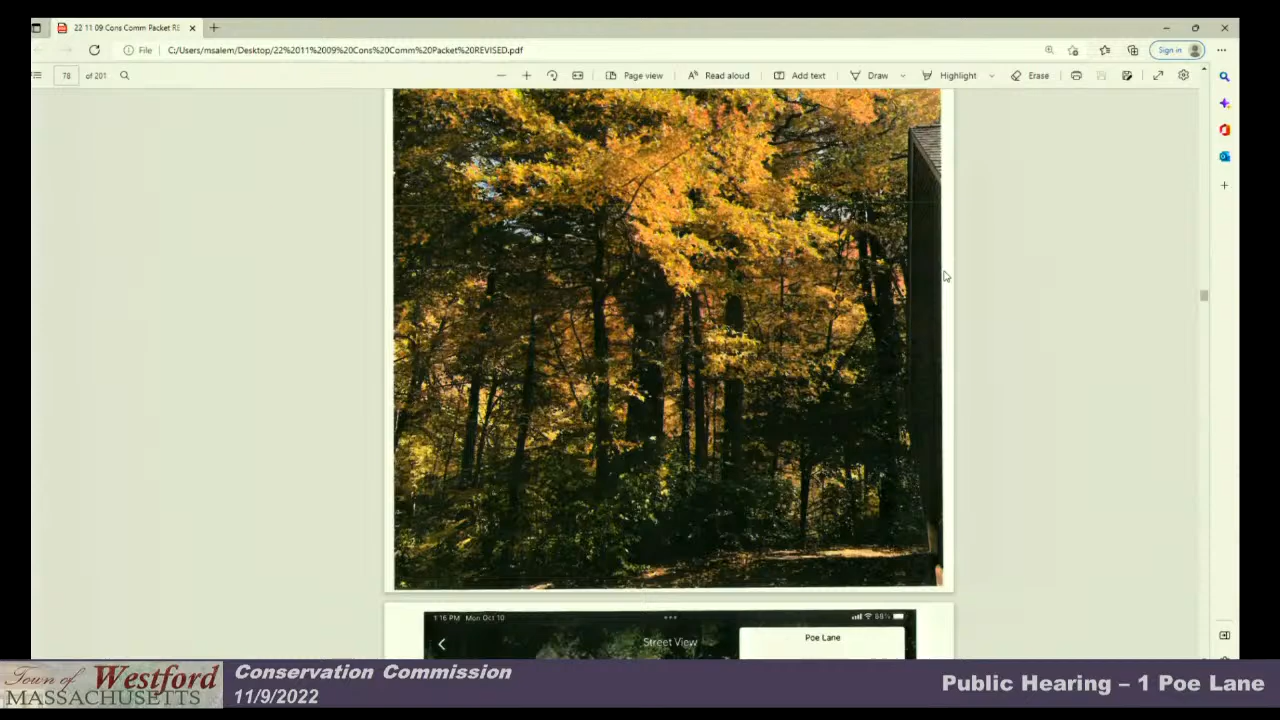 22 11 09 Cons Comm Packet RE
File C:/Users/msalem/Desktop/22%2011%2009%20Cons%20Comm%20Packet%20REVISED.pdf
Sign in
78 of 201
Page view
Read aloud
Add text
Draw
Highlight
Erase
1:16 PM Mon Oct 10
88%
Street View
Poe Lane
Town of Westford
MASSACHUSETTS
Conservation Commission
11/9/2022
Public Hearing – 1 Poe Lane